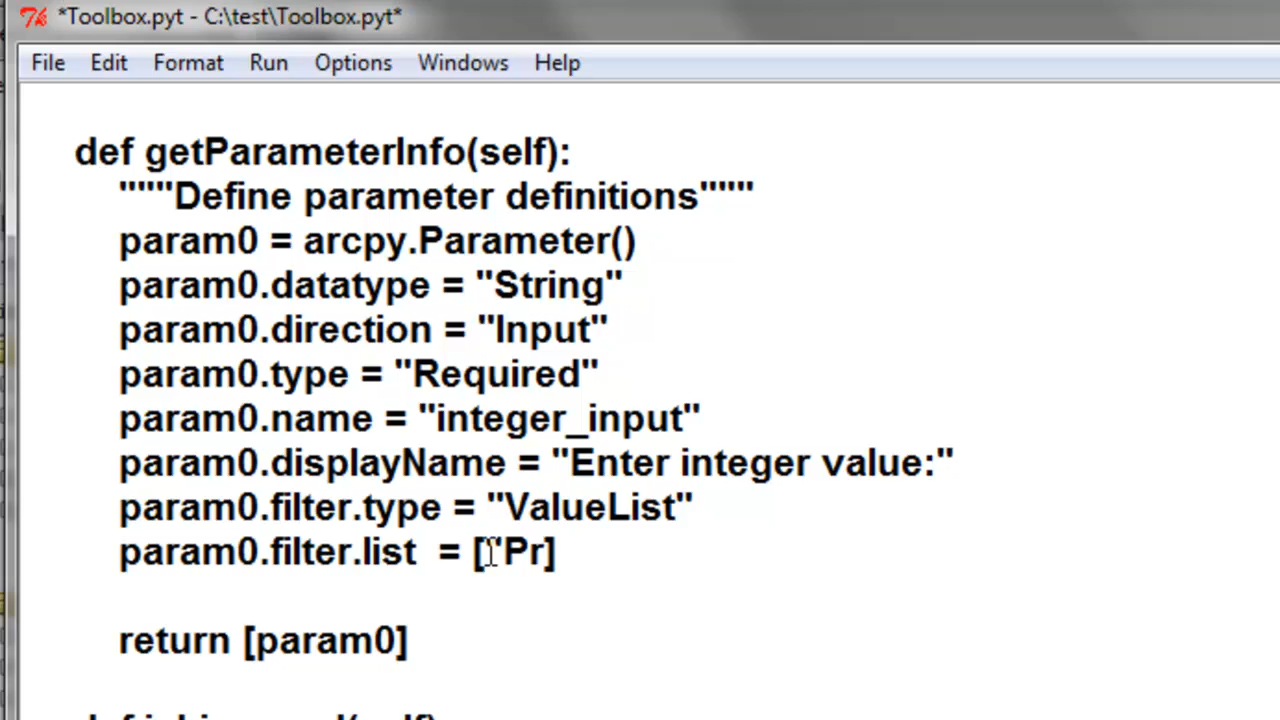 *Toolbox.pyt - C:\test\Toolbox.pyt*
File Edit Format Run Options Windows Help
def getParameterInfo(self):
"""Define parameter definitions"""
param0 = arcpy.Parameter()
param0.datatype = "String"
param0.direction = "Input"
param0.type = "Required"
param0.name = "integer_input"
param0.displayName = "Enter integer value:"
param0.filter.type = "ValueList"
param0.filter.list  = ["Pr]
return [param0]